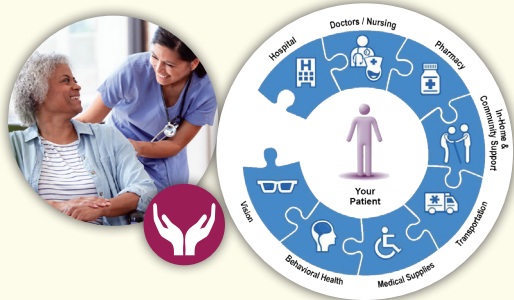 Hospital
Doctors / Nursing
Pharmacy
In-Home &
Community Support
Transportation
Medical Supplies
Behavioral Health
Vision
Your
Patient